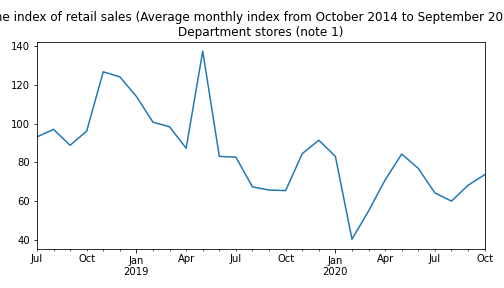 index of retail sales (Average monthly index from October 2014 to September 20
Department stores (note 1)
140
120
100
80
60
40
Jul Oct Jan Apr Jul Oct Jan Apr Jul Oct
2019 2020